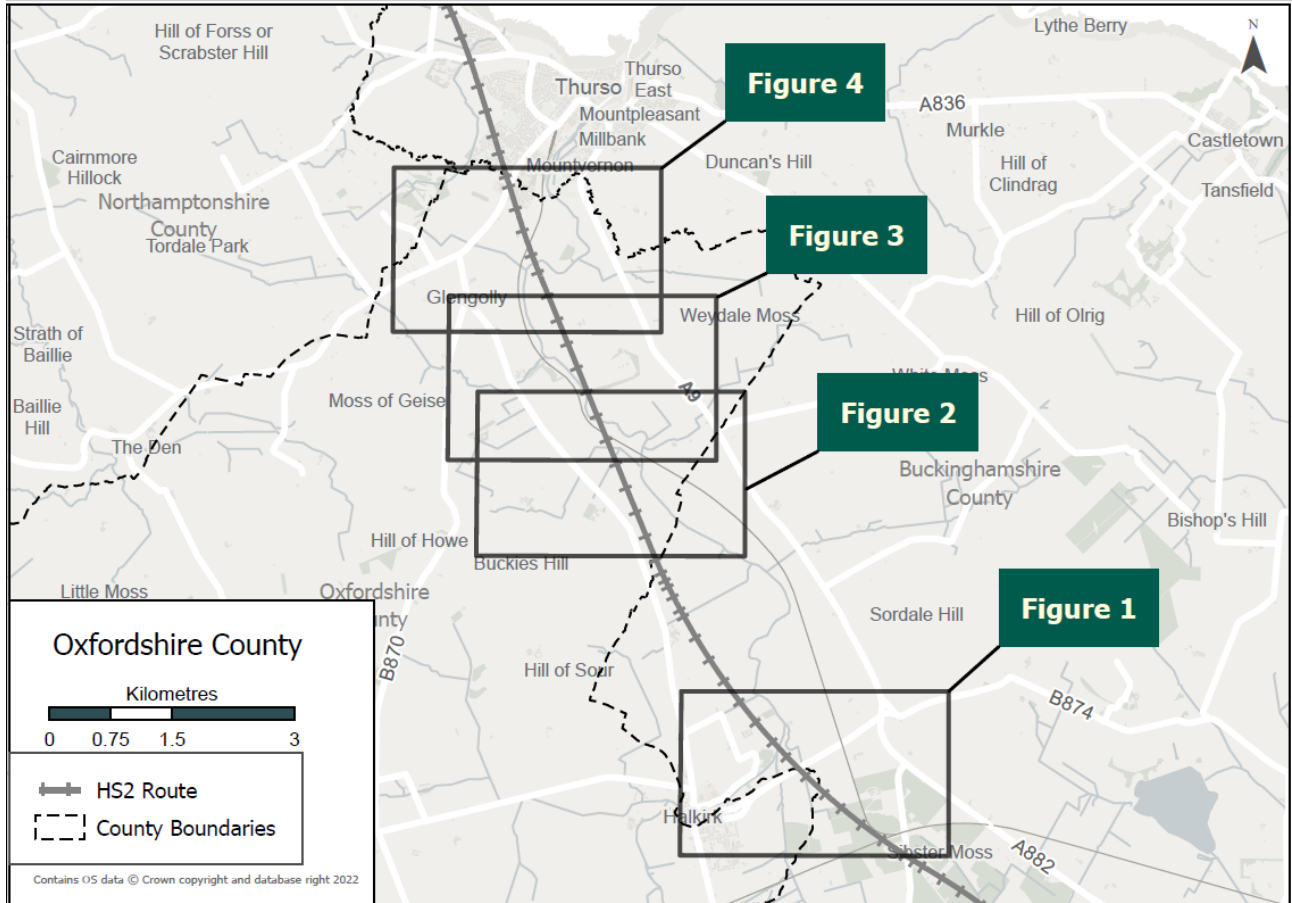 Hill of Forss or
Scrabster Hill
Lythe Berry
N
Thurso
East
Thurso
Figure 4
A836
Mountpleasant
Millbank
Murkle
Castletown
Cairnmore
Hillock
Mountvernon
Duncan's Hill
Hill of
Clindrag
Tansfield
Northamptonshire
County
Tordale Park
Figure 3
Glengolly
Weydale Moss
Hill of Olrig
Strath of
Baillie
White Moss
A9
Moss of Geise
Figure 2
Baillie
Hill
The Den
Buckinghamshire
County
Bishop's Hill
Hill of Howe
Buckies Hill
Little Moss
Oxfordshire
Figure 1
Sordale Hill
B870
Hill of Sour
B874
Halkirk
Sibster Moss
A882
Oxfordshire County
Kilometres
0 0.75 1.5 3
HS2 Route
County Boundaries
Contains OS data © Crown copyright and database right 2022